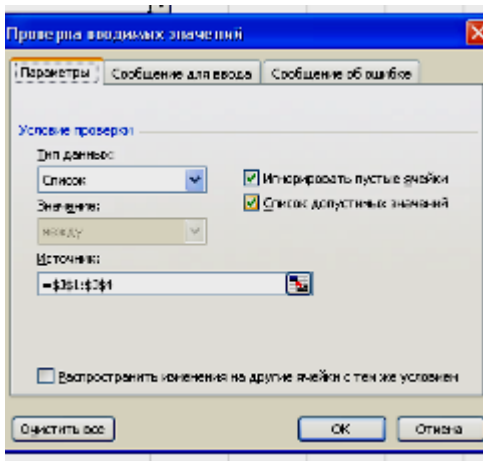 Проверка вводимых значений
Параметры Сообщение для ввода Сообщение об ошибке
Условие проверки
Тип данных:
Список
Игнорировать пустые ячейки
Значение:
Список допустимых значений
между
Источник:
Распространить изменения на другие ячейки с тем же условием
Очистить все
ОК
Отмена